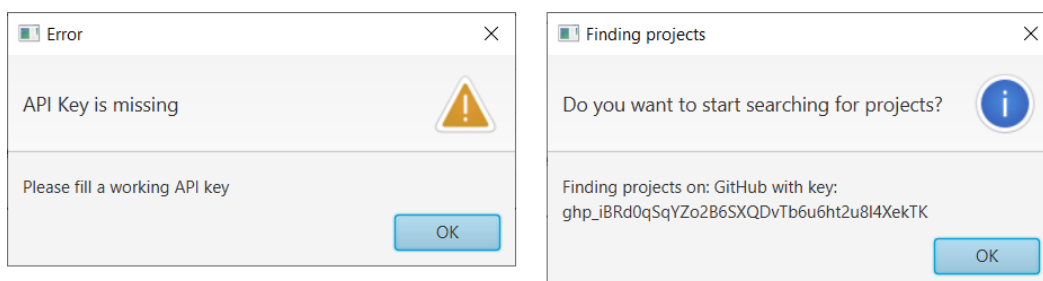 Error
API Key is missing
Please fill a working API key
OK
Finding projects
Do you want to start searching for projects?
Finding projects on: GitHub with key:
ghp_iBRd0qSqYZo2B6SXQDvTb6u6ht2u8I4XekTK
OK